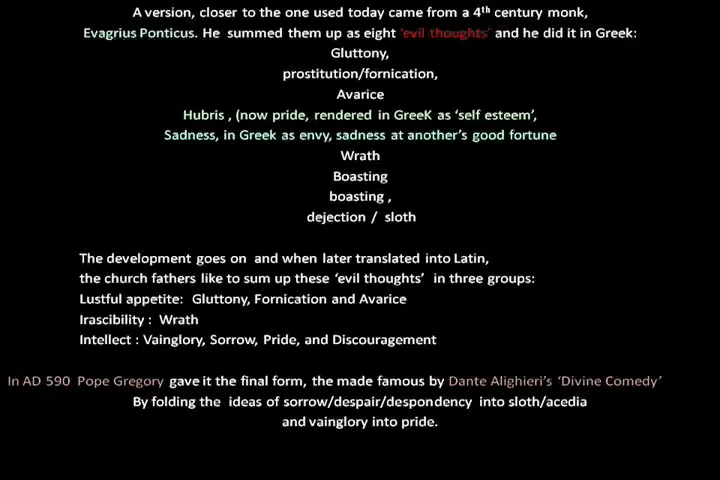 A version, closer to the one used today came from a 4th century monk,
Evagrius Ponticus. He summed them up as eight 'evil thoughts' and he did it in Greek:
Gluttony,
prostitution/fornication,
Avarice
Hubris , (now pride, rendered in GreeK as 'self esteem',
Sadness, in Greek as envy, sadness at another's good fortune
Wrath
Boasting
boasting ,
dejection / sloth
The development goes on and when later translated into Latin,
the church fathers like to sum up these 'evil thoughts' in three groups:
Lustful appetite: Gluttony, Fornication and Avarice
Irascibility : Wrath
Intellect : Vainglory, Sorrow, Pride, and Discouragement
In AD 590 Pope Gregory gave it the final form, the made famous by Dante Alighieri's 'Divine Comedy'
By folding the ideas of sorrow/despair/despondency into sloth/acedia
and vainglory into pride.